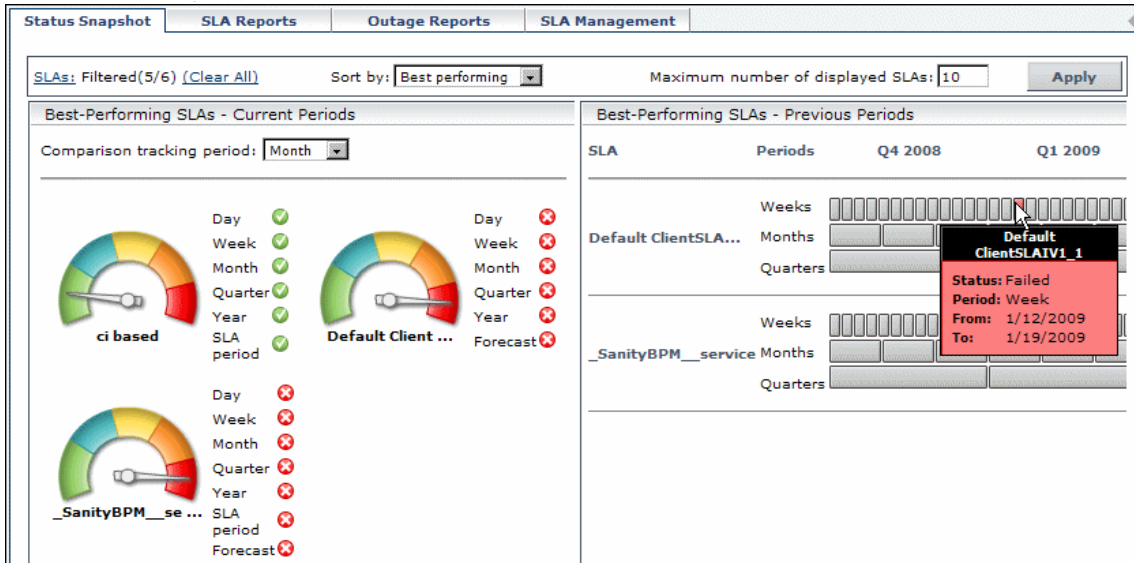 Status Snapshot SLA Reports Outage Reports SLA Management
SLAs: Filtered(5/6) (Clear All) Sort by: Best performing Maximum number of displayed SLAs: 10 Apply
Best-Performing SLAs - Current Periods
Comparison tracking period: Month
Day
Week
Month
Quarter
Year
SLA period
ci based
Day
Week
Month
Quarter
Year
Forecast
Default Client ...
Day
Week
Month
Quarter
Year
SLA period
Forecast
_SanityBPM__se ...
Best-Performing SLAs - Previous Periods
SLA Periods Q4 2008 Q1 2009
Default ClientSLA...
Weeks
Months
Quarters
Default
ClientSLAIV1_1
Status: Failed
Period: Week
From: 1/12/2009
To: 1/19/2009
_SanityBPM__service
Weeks
Months
Quarters